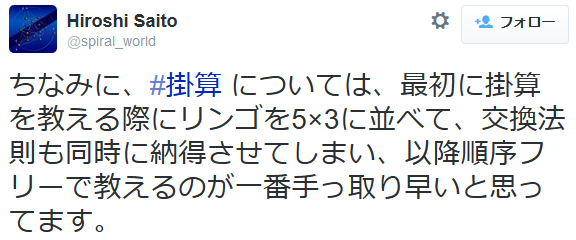 Hiroshi Saito
@spiral_world
フォロー
ちなみに、#掛算 については、最初に掛算
を教える際にリンゴを5×3に並べて、交換法
則も同時に納得させてしまい、以降順序フ
リーで教えるのが一番手っ取り早いと思っ
てます。